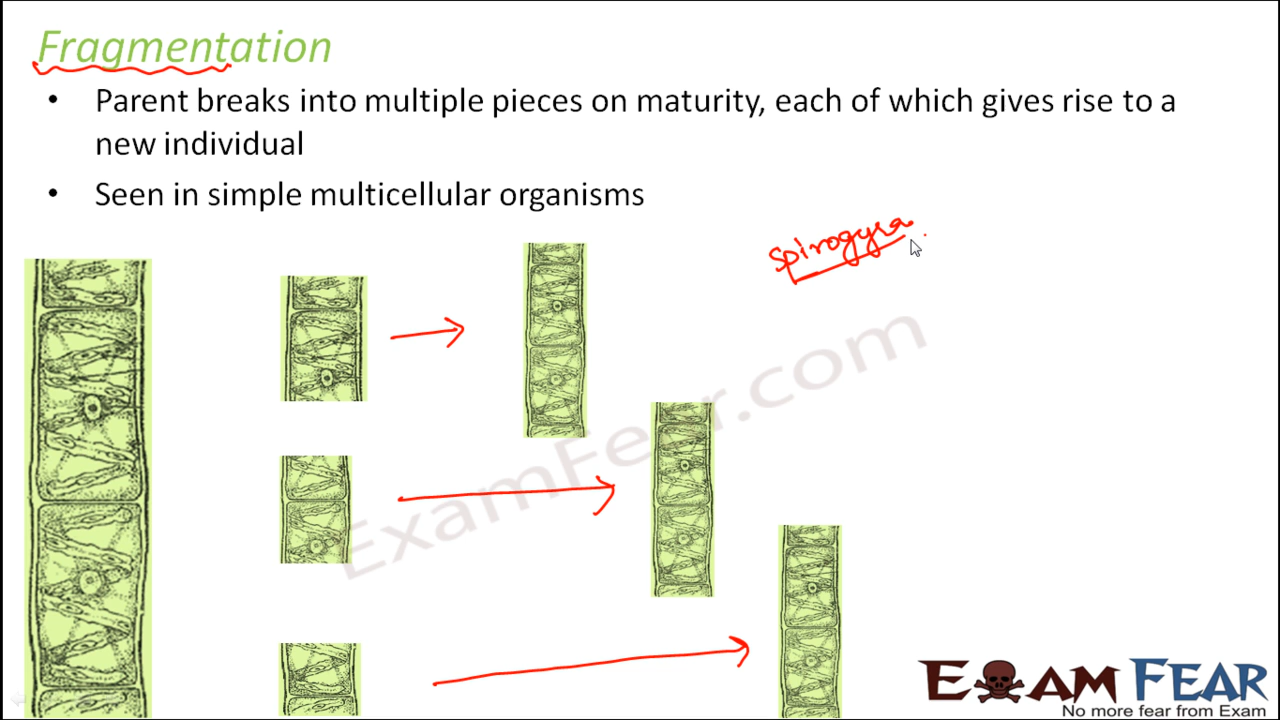 Fragmentation
• Parent breaks into multiple pieces on maturity, each of which gives rise to a
new individual
• Seen in simple multicellular organisms
Spirogyra
ExamFear.com
EXAM FEAR
No more fear from Exam